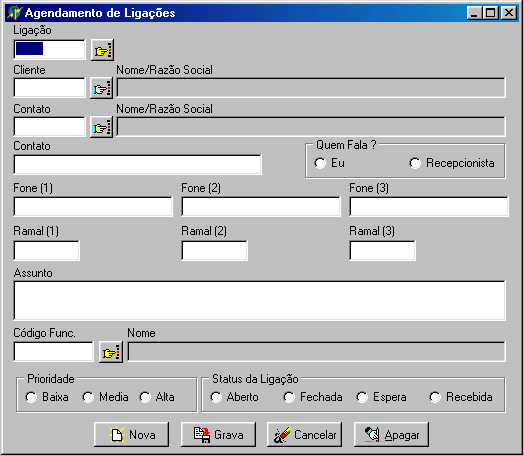 Agendamento de Ligações
Ligação
Cliente Nome/Razão Social
Contato Nome/Razão Social
Contato Quem Fala ?
Eu Recepcionista
Fone (1) Fone (2) Fone (3)
Ramal (1) Ramal (2) Ramal (3)
Assunto
Código Func. Nome
Prioridade Status da Ligação
Baixa Media Alta Aberto Fechada Espera Recebida
Nova Grava Cancelar Apagar